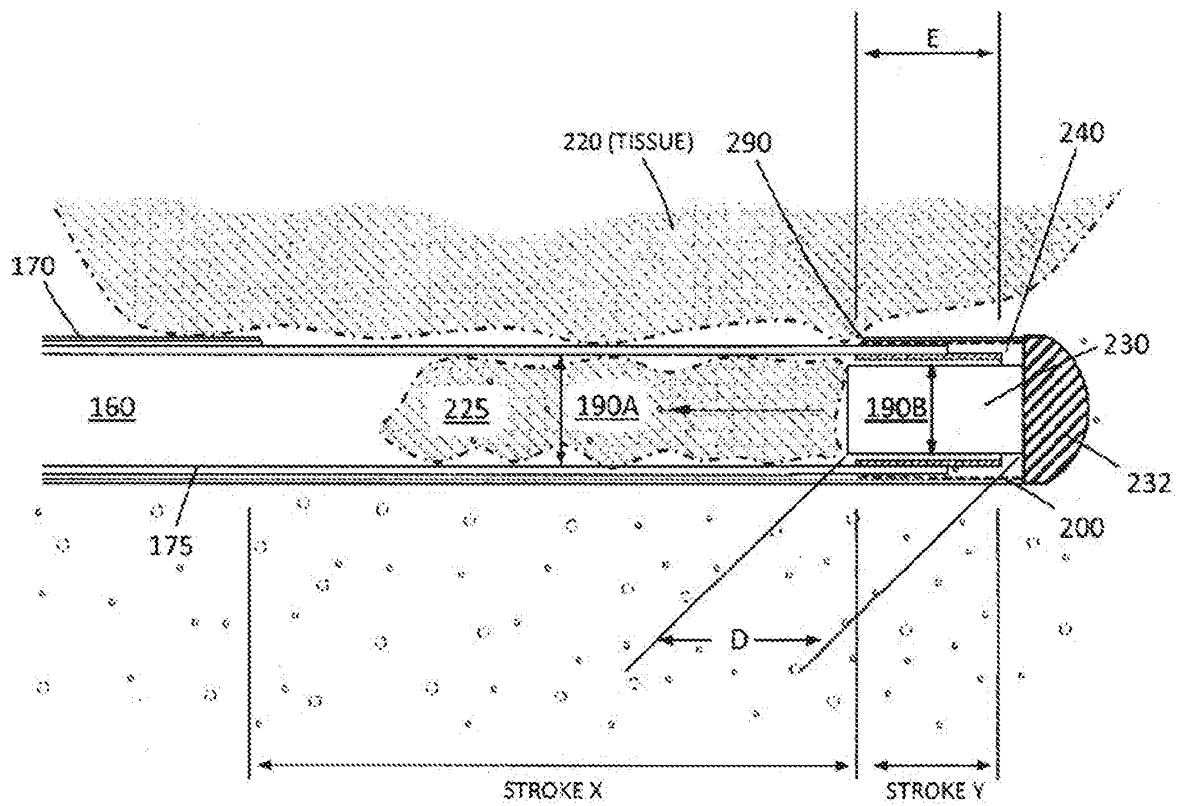 E
220 (TISSUE)
290
240
170
230
160
225
190A
190B
232
175
200
D
STROKE X
STROKE Y